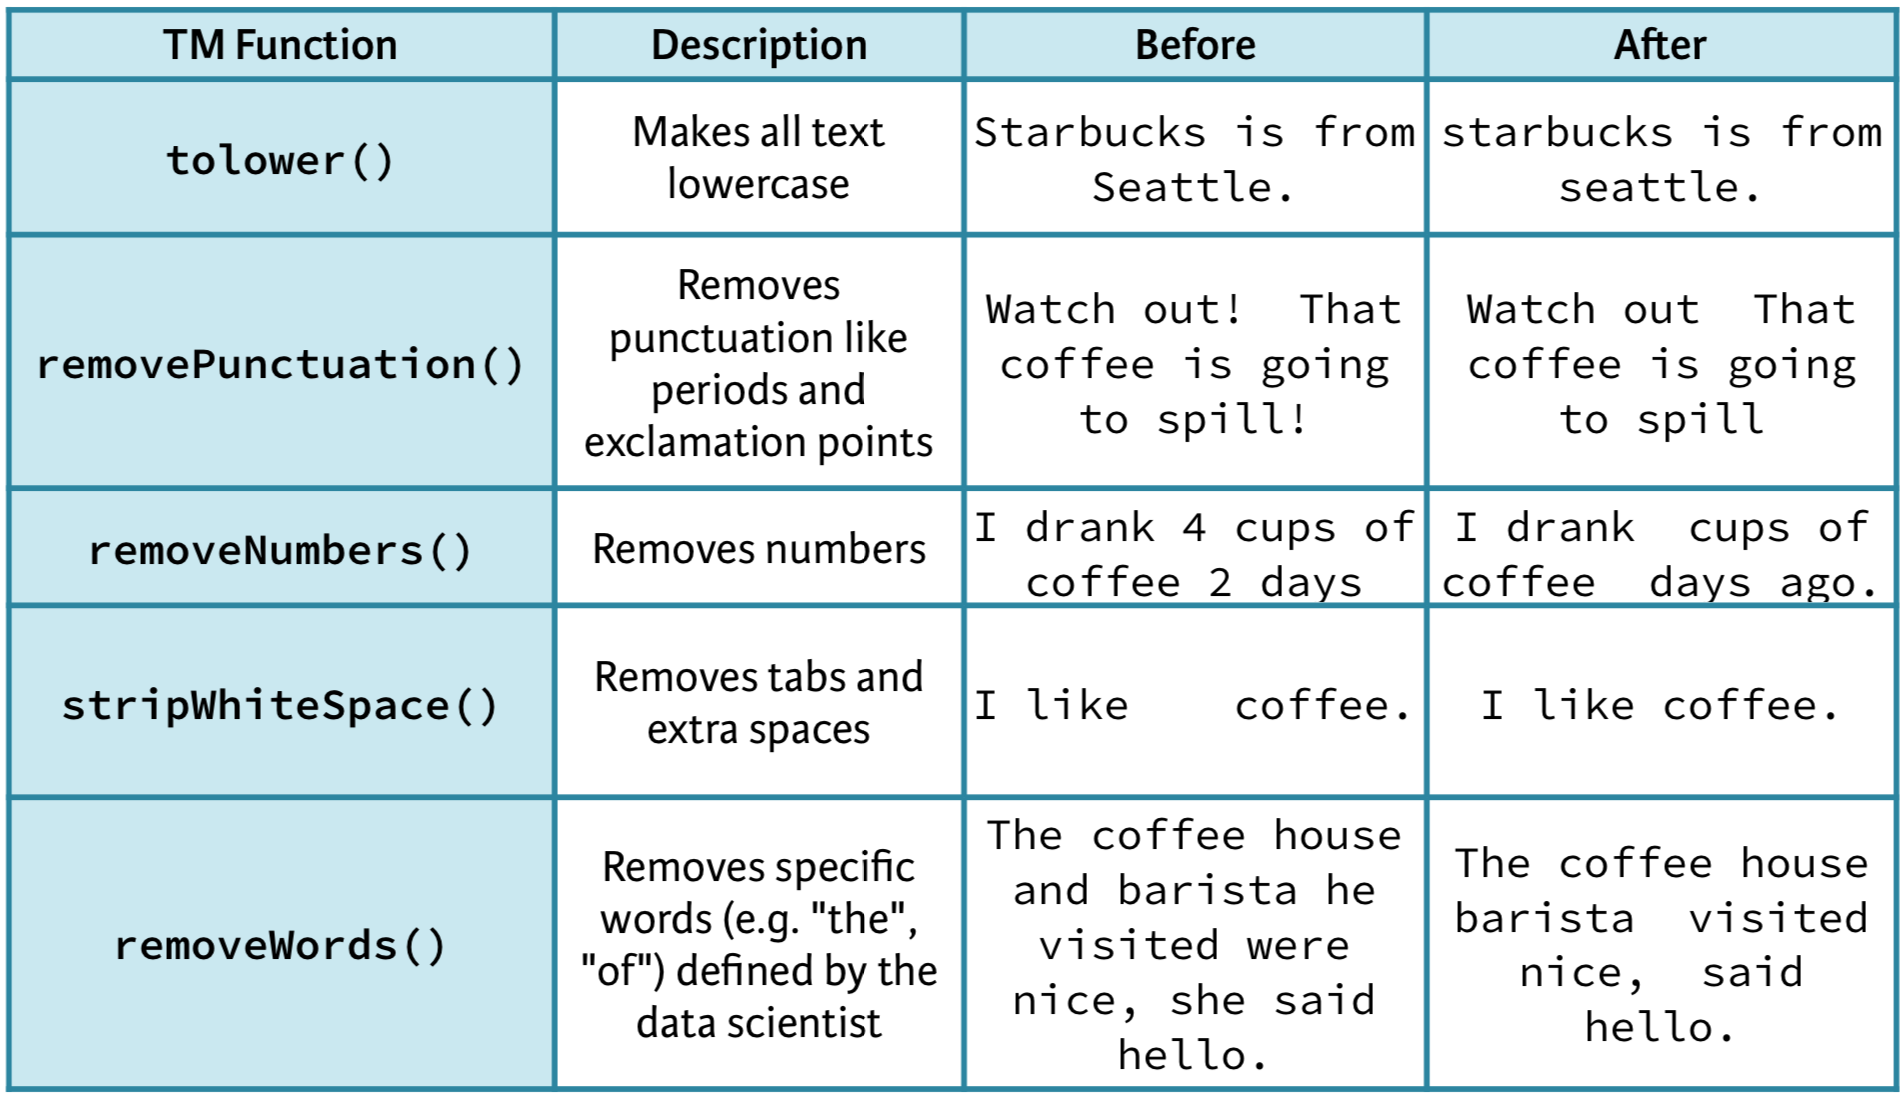 TM Function Description Before After
tolower()
Makes all text
lowercase
Starbucks is from
Seattle.
starbucks is from
seattle.
removePunctuation()
Removes
punctuation like
periods and
exclamation points
Watch out!  That
coffee is going
to spill!
Watch out  That
coffee is going
to spill
removeNumbers()
Removes numbers
I drank 4 cups of
coffee 2 days
I drank  cups of
coffee  days ago.
stripWhiteSpace()
Removes tabs and
extra spaces
I like    coffee.
I like coffee.
removeWords()
Removes specific
words (e.g. "the",
"of") defined by the
data scientist
The coffee house
and barista he
visited were
nice, she said
hello.
The coffee house
barista  visited
nice,  said
hello.